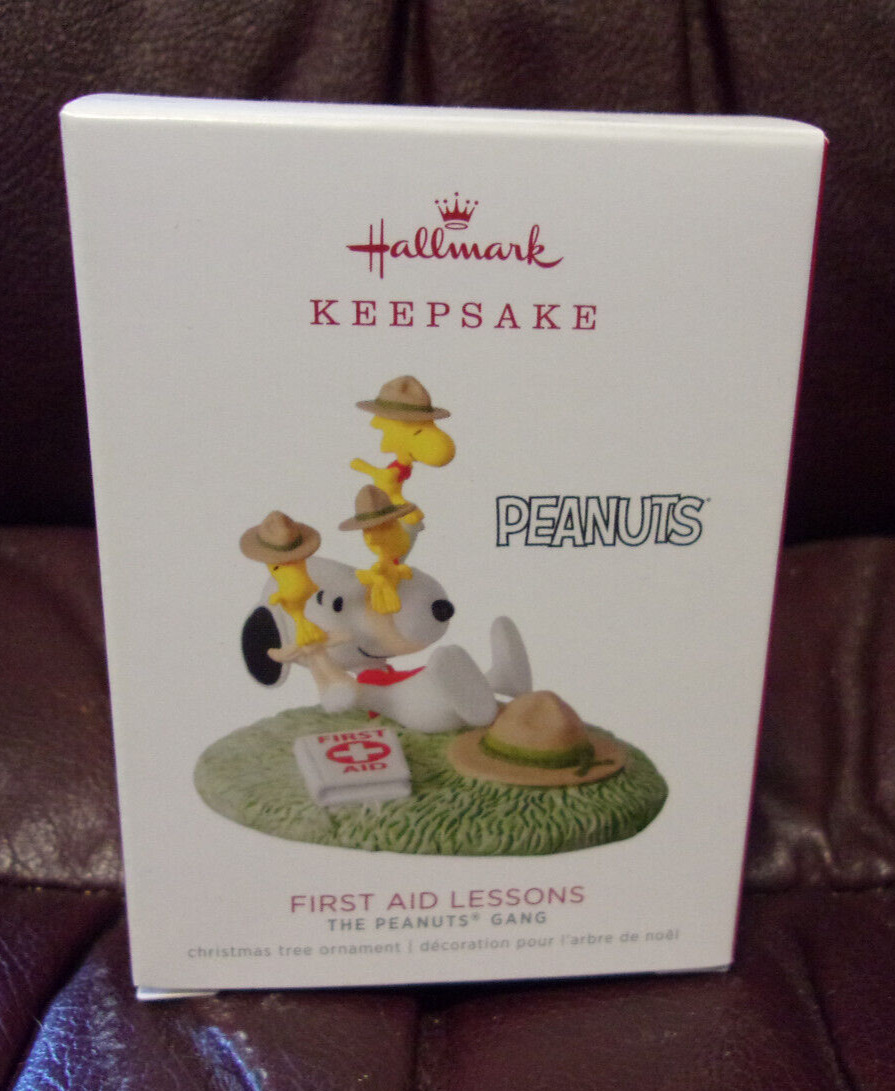 Hallmark
KEEPSAKE
PEANUTS
FIRST
AID
FIRST AID LESSONS
THE PEANUTS® GANG
christmas tree ornament | décoration pour l'arbre de noël